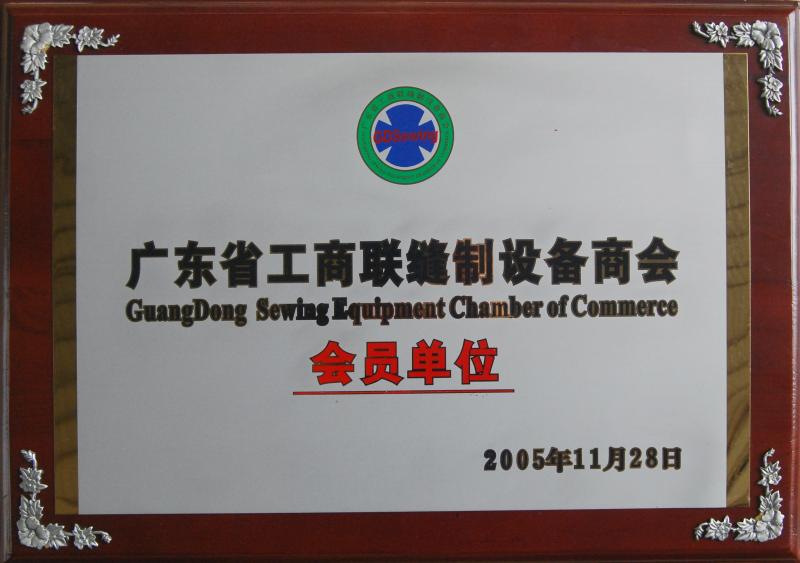 GDSewing
广东省工商联缝制设备商会
GuangDong Sewing Equipment Chamber of Commerce
会员单位
2005年11月28日